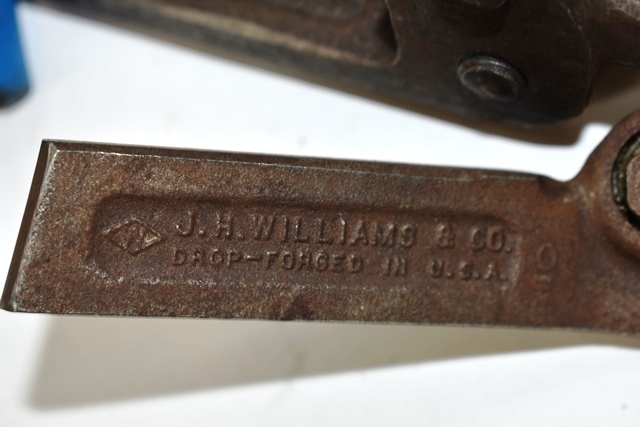 J.H.WILLIAMS & CO.
DROP-FORGED IN U.S.A.